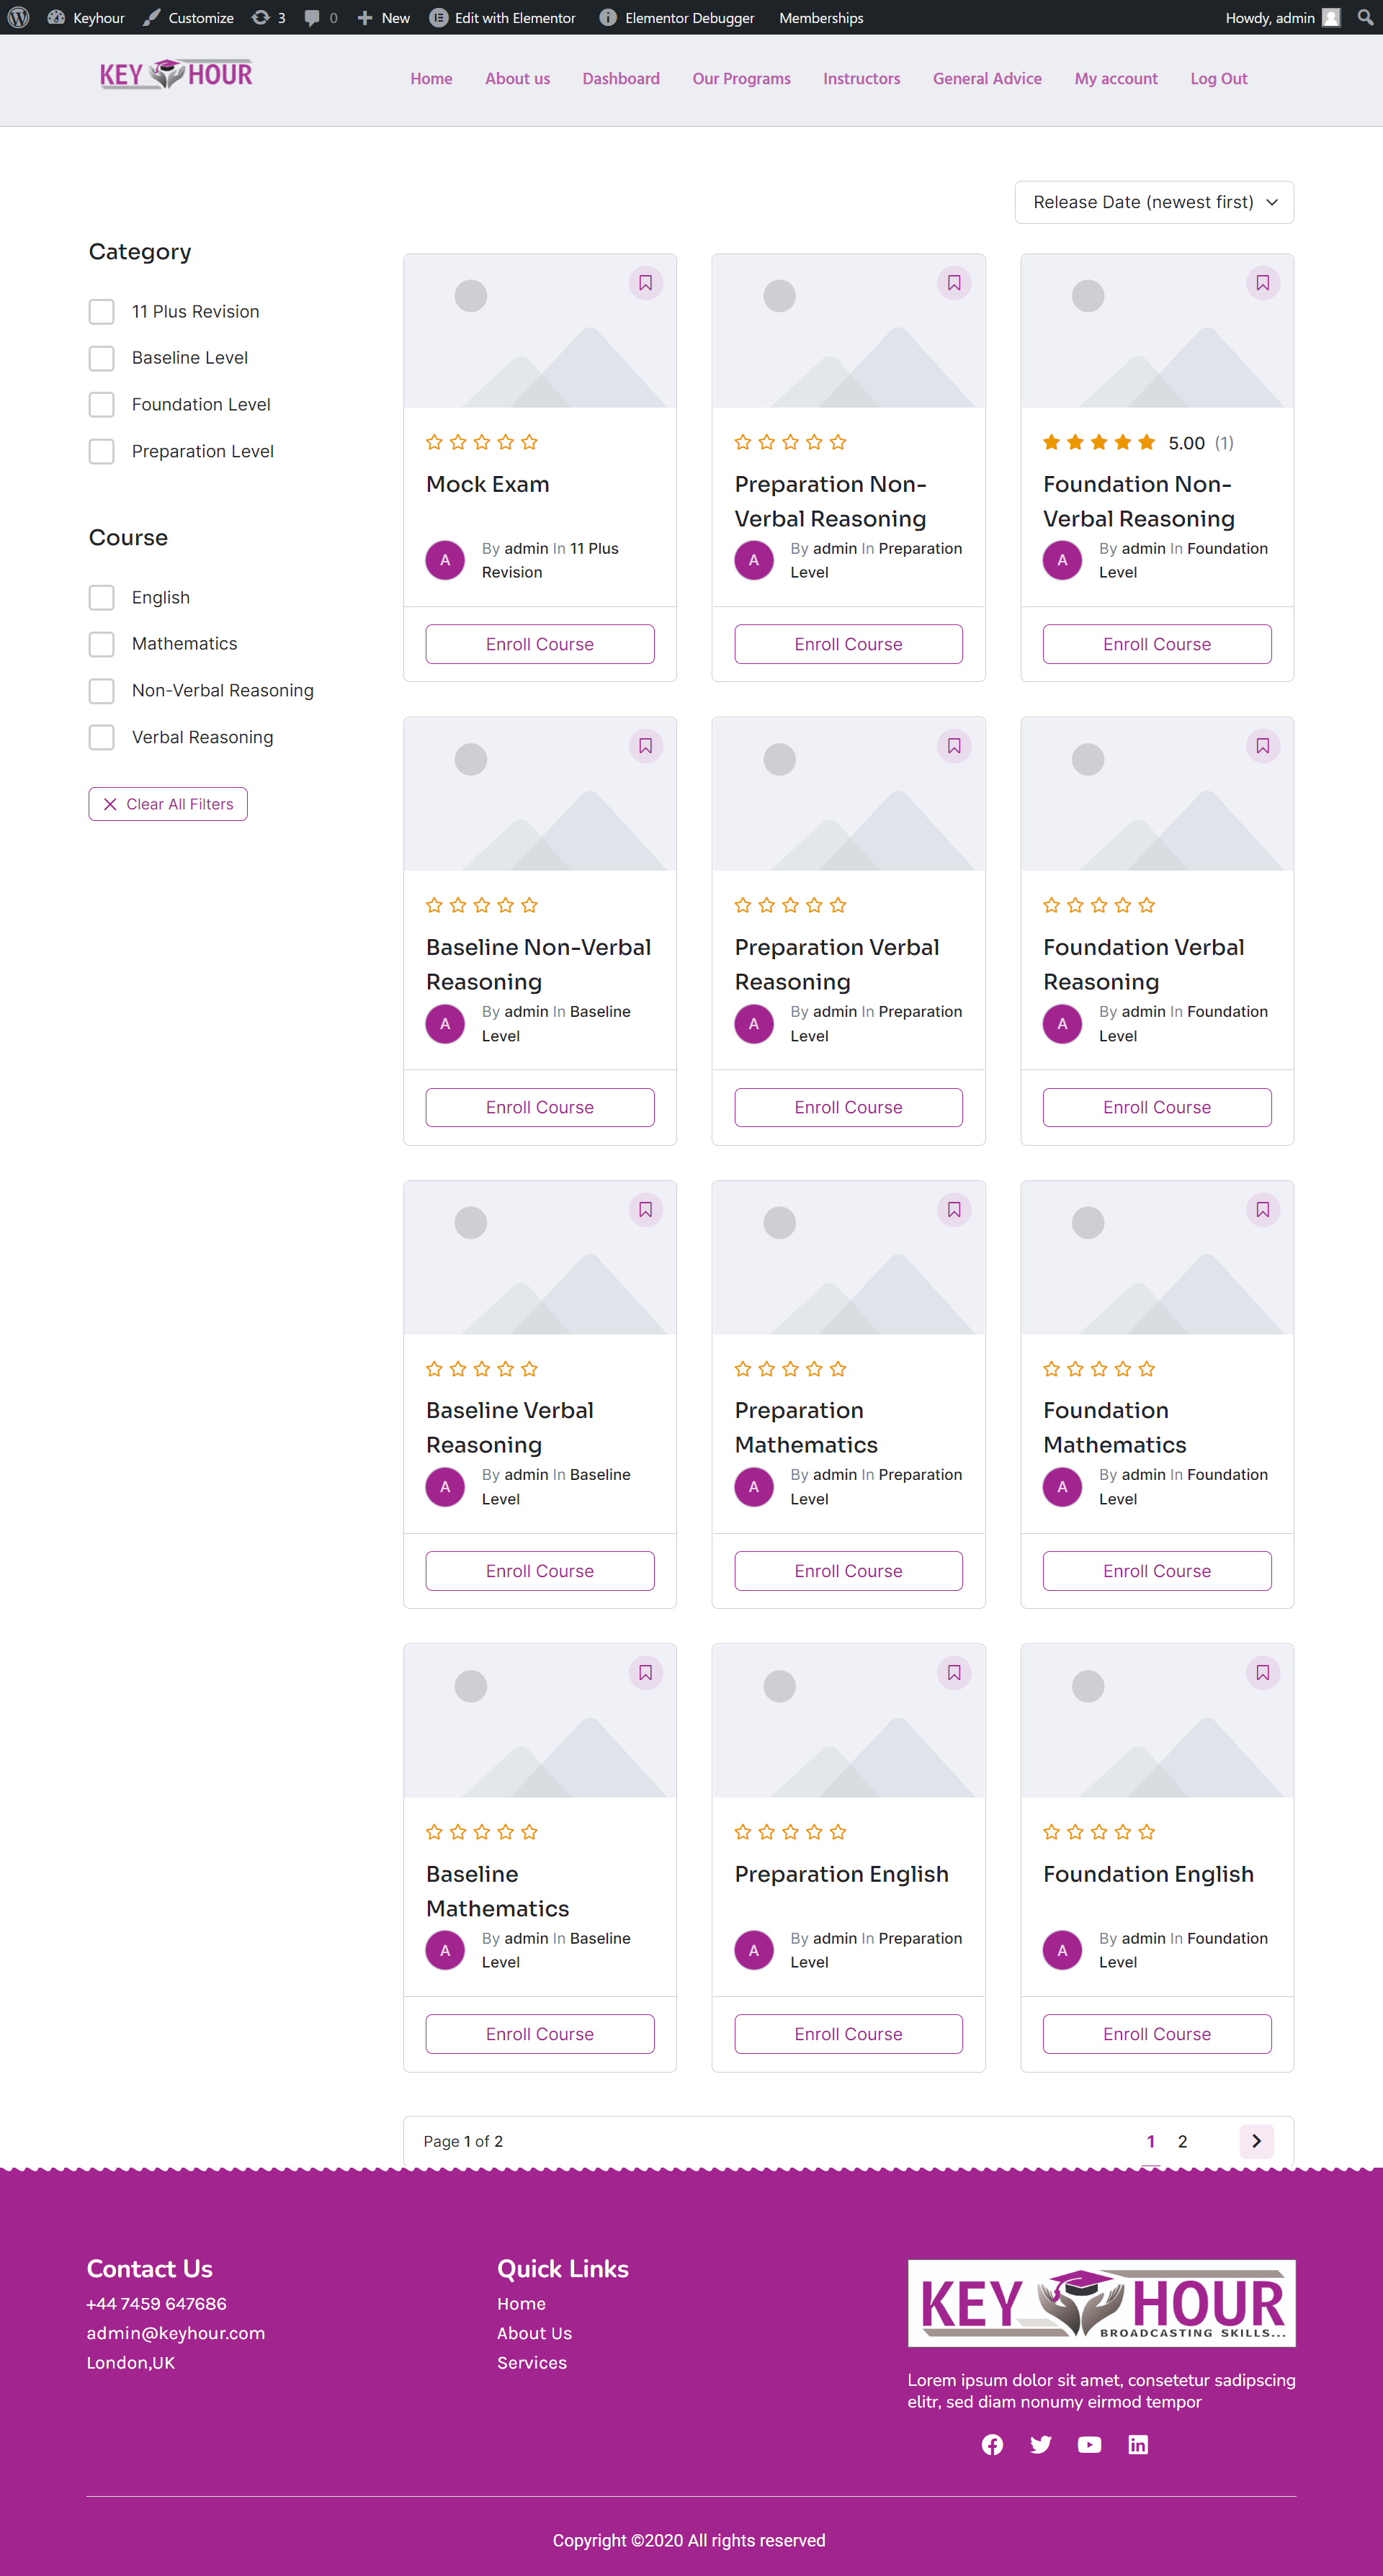 Keyhour Customize 3 0 New Edit with Elementor Elementor Debugger Memberships Howdy, admin
KEY HOUR
Home About us Dashboard Our Programs Instructors General Advice My account Log Out
Release Date (newest first)
Category
11 Plus Revision
Baseline Level
Foundation Level
Preparation Level
Course
English
Mathematics
Non-Verbal Reasoning
Verbal Reasoning
Clear All Filters
Mock Exam
A
By admin In 11 Plus
Revision
Enroll Course
Preparation Non-
Verbal Reasoning
A
By admin In Preparation
Level
Enroll Course
5.00 (1)
Foundation Non-
Verbal Reasoning
A
By admin In Foundation
Level
Enroll Course
Baseline Non-Verbal
Reasoning
A
By admin In Baseline
Level
Enroll Course
Preparation Verbal
Reasoning
A
By admin In Preparation
Level
Enroll Course
Foundation Verbal
Reasoning
A
By admin In Foundation
Level
Enroll Course
Baseline Verbal
Reasoning
A
By admin In Baseline
Level
Enroll Course
Preparation
Mathematics
A
By admin In Preparation
Level
Enroll Course
Foundation
Mathematics
A
By admin In Foundation
Level
Enroll Course
Baseline
Mathematics
A
By admin In Baseline
Level
Enroll Course
Preparation English
A
By admin In Preparation
Level
Enroll Course
Foundation English
A
By admin In Foundation
Level
Enroll Course
Page 1 of 2
1 2
Contact Us
+44 7459 647686
admin@keyhour.com
London,UK
Quick Links
Home
About Us
Services
KEY HOUR
BROADCASTING SKILLS...
Lorem ipsum dolor sit amet, consetetur sadipscing
elitr, sed diam nonumy eirmod tempor
Copyright ©2020 All rights reserved